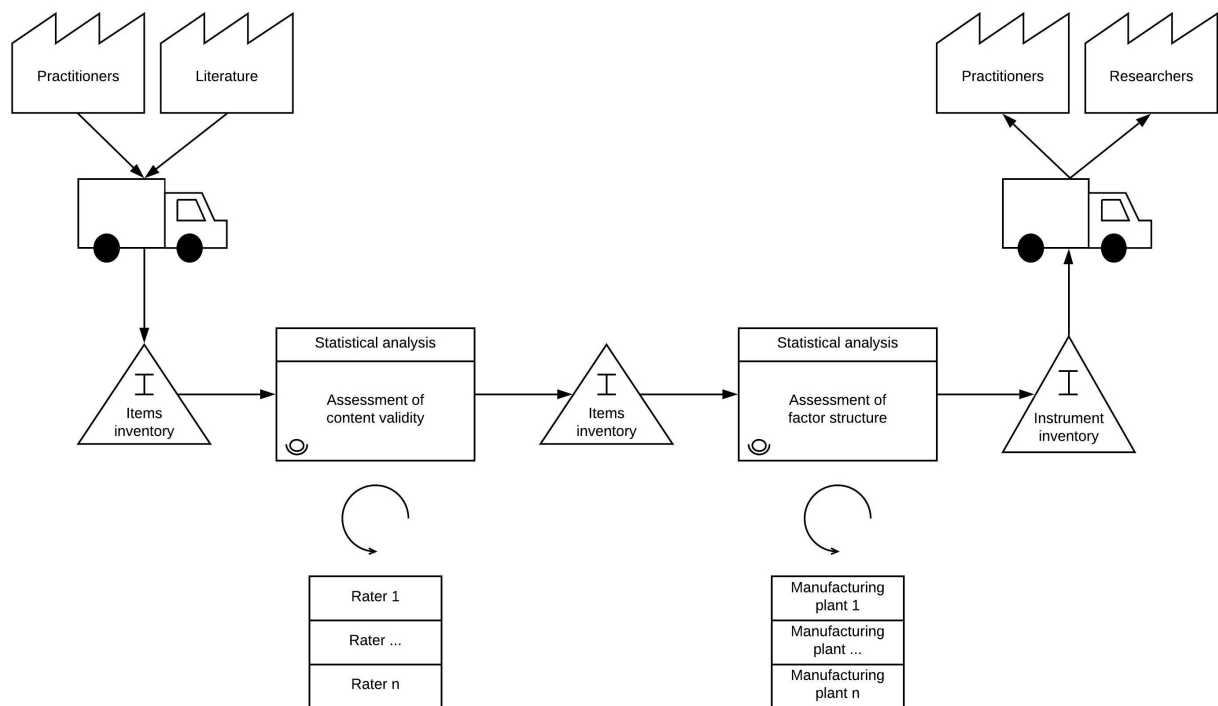 Practitioners
Literature
Practitioners
Researchers
Statistical analysis
Assessment of
content validity
Statistical analysis
Assessment of
factor structure
I
Items
inventory
I
Items
inventory
I
Instrument
inventory
Rater 1
Rater ...
Rater n
Manufacturing
plant 1
Manufacturing
plant ...
Manufacturing
plant n